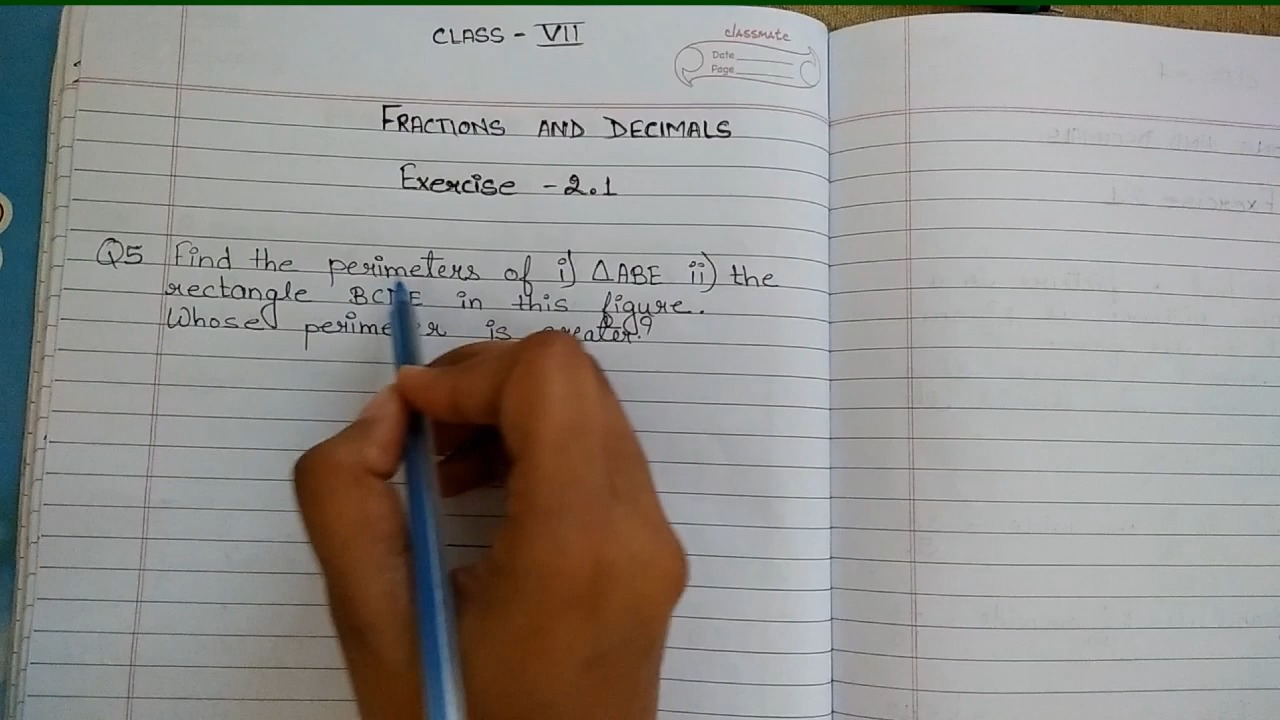 CLASS - VII
classmate
Date
Page
FRACTIONS AND DECIMALS
Exercise - 2.1
Q5 Find the perimeters of i) ΔABE ii) the
rectangle in this figure.
Whose is greater?